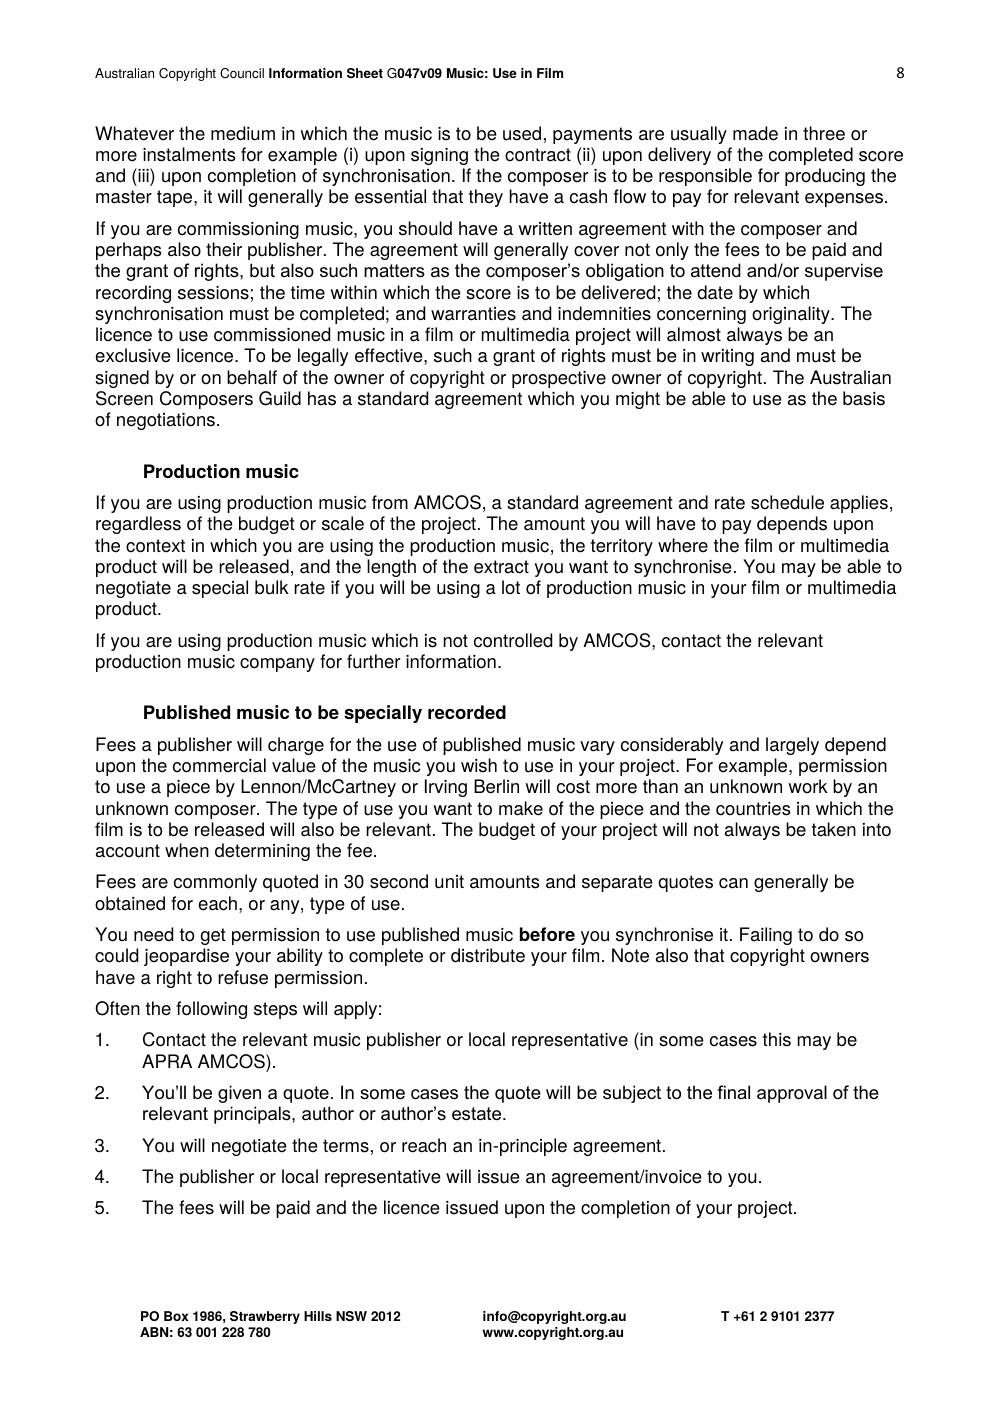 Australian Copyright Council Information Sheet G047v09 Music: Use in Film 8
Whatever the medium in which the music is to be used, payments are usually made in three or
more instalments for example (i) upon signing the contract (ii) upon delivery of the completed score
and (iii) upon completion of synchronisation. If the composer is to be responsible for producing the
master tape, it will generally be essential that they have a cash flow to pay for relevant expenses.
If you are commissioning music, you should have a written agreement with the composer and
perhaps also their publisher. The agreement will generally cover not only the fees to be paid and
the grant of rights, but also such matters as the composer’s obligation to attend and/or supervise
recording sessions; the time within which the score is to be delivered; the date by which
synchronisation must be completed; and warranties and indemnities concerning originality. The
licence to use commissioned music in a film or multimedia project will almost always be an
exclusive licence. To be legally effective, such a grant of rights must be in writing and must be
signed by or on behalf of the owner of copyright or prospective owner of copyright. The Australian
Screen Composers Guild has a standard agreement which you might be able to use as the basis
of negotiations.
Production music
If you are using production music from AMCOS, a standard agreement and rate schedule applies,
regardless of the budget or scale of the project. The amount you will have to pay depends upon
the context in which you are using the production music, the territory where the film or multimedia
product will be released, and the length of the extract you want to synchronise. You may be able to
negotiate a special bulk rate if you will be using a lot of production music in your film or multimedia
product.
If you are using production music which is not controlled by AMCOS, contact the relevant
production music company for further information.
Published music to be specially recorded
Fees a publisher will charge for the use of published music vary considerably and largely depend
upon the commercial value of the music you wish to use in your project. For example, permission
to use a piece by Lennon/McCartney or Irving Berlin will cost more than an unknown work by an
unknown composer. The type of use you want to make of the piece and the countries in which the
film is to be released will also be relevant. The budget of your project will not always be taken into
account when determining the fee.
Fees are commonly quoted in 30 second unit amounts and separate quotes can generally be
obtained for each, or any, type of use.
You need to get permission to use published music before you synchronise it. Failing to do so
could jeopardise your ability to complete or distribute your film. Note also that copyright owners
have a right to refuse permission.
Often the following steps will apply:
1. Contact the relevant music publisher or local representative (in some cases this may be
APRA AMCOS).
2. You’ll be given a quote. In some cases the quote will be subject to the final approval of the
relevant principals, author or author’s estate.
3. You will negotiate the terms, or reach an in-principle agreement.
4. The publisher or local representative will issue an agreement/invoice to you.
5. The fees will be paid and the licence issued upon the completion of your project.
PO Box 1986, Strawberry Hills NSW 2012 info@copyright.org.au T +61 2 9101 2377
ABN: 63 001 228 780 www.copyright.org.au